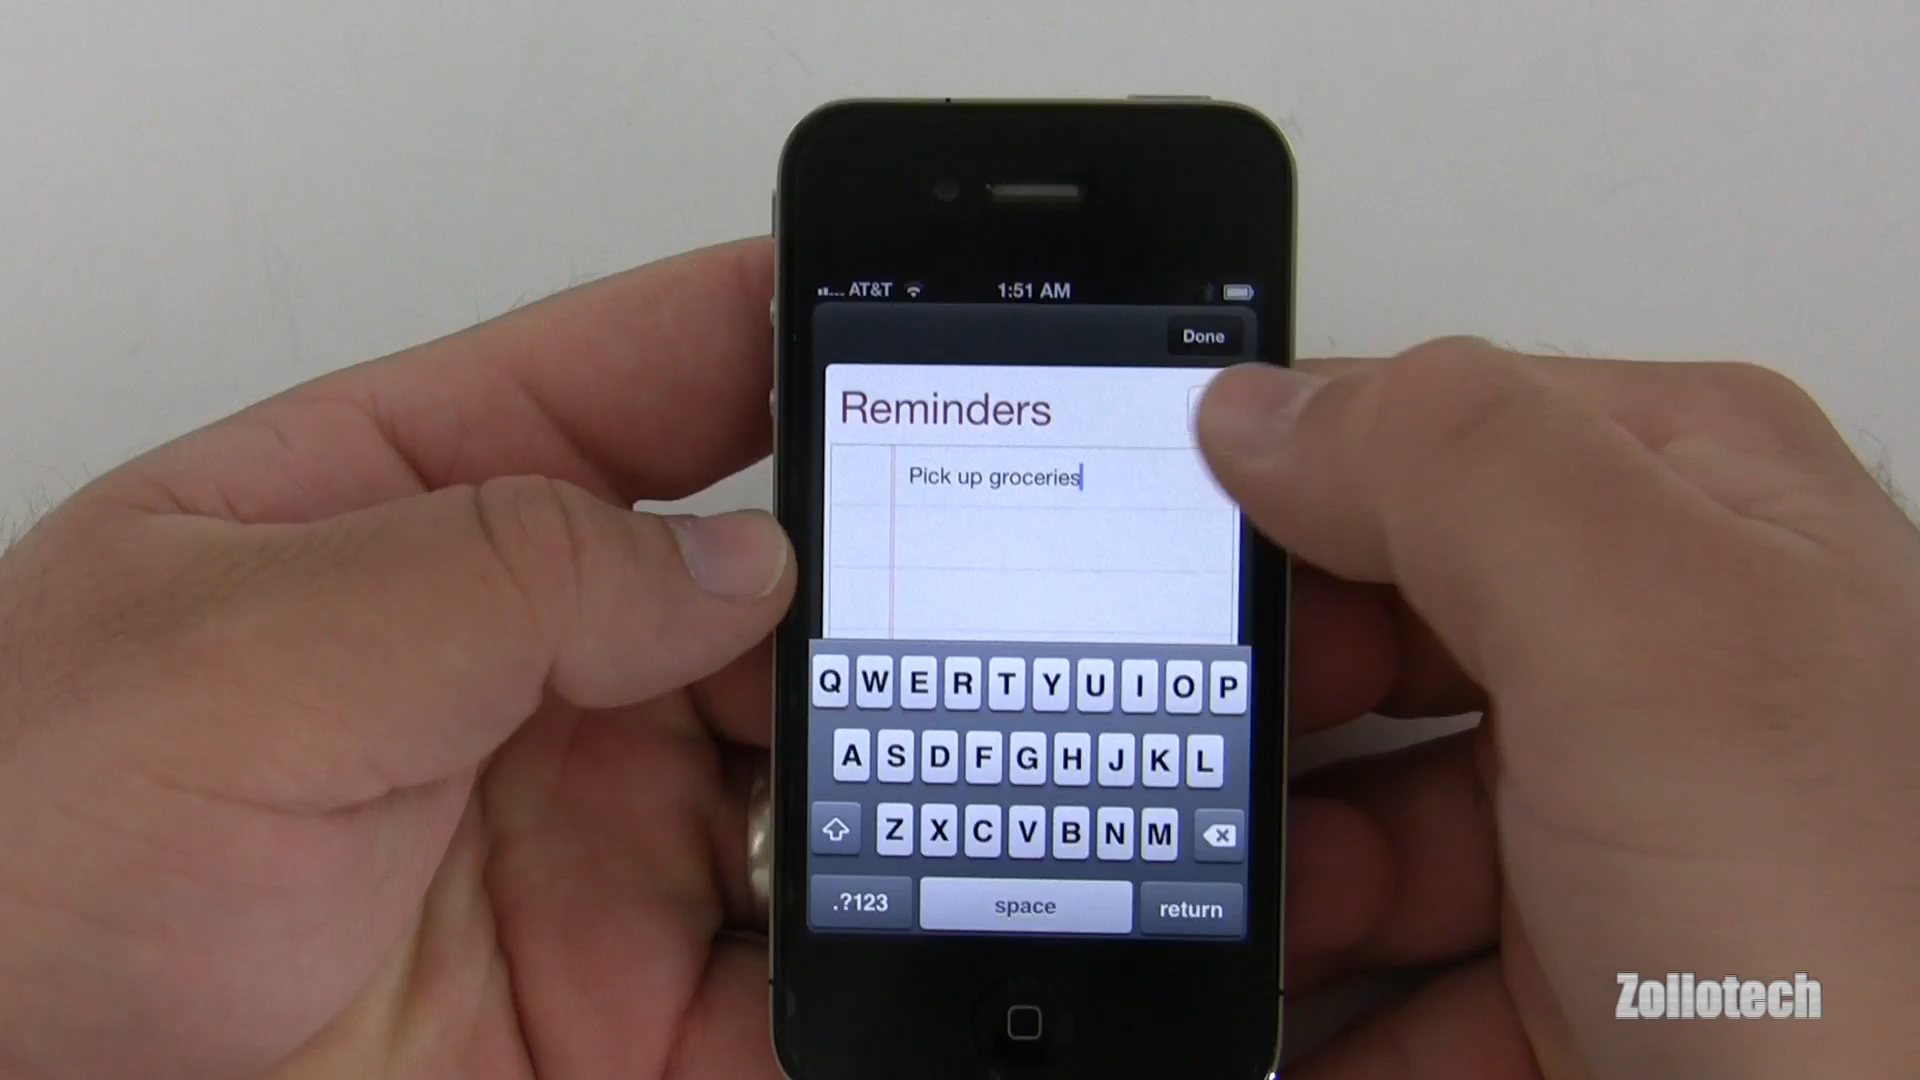 AT&T 1:51 AM
Done
Reminders
Pick up groceries
Q W E R T Y U I O P
A S D F G H J K L
Z X C V B N M
.?123 space return
Zollotech